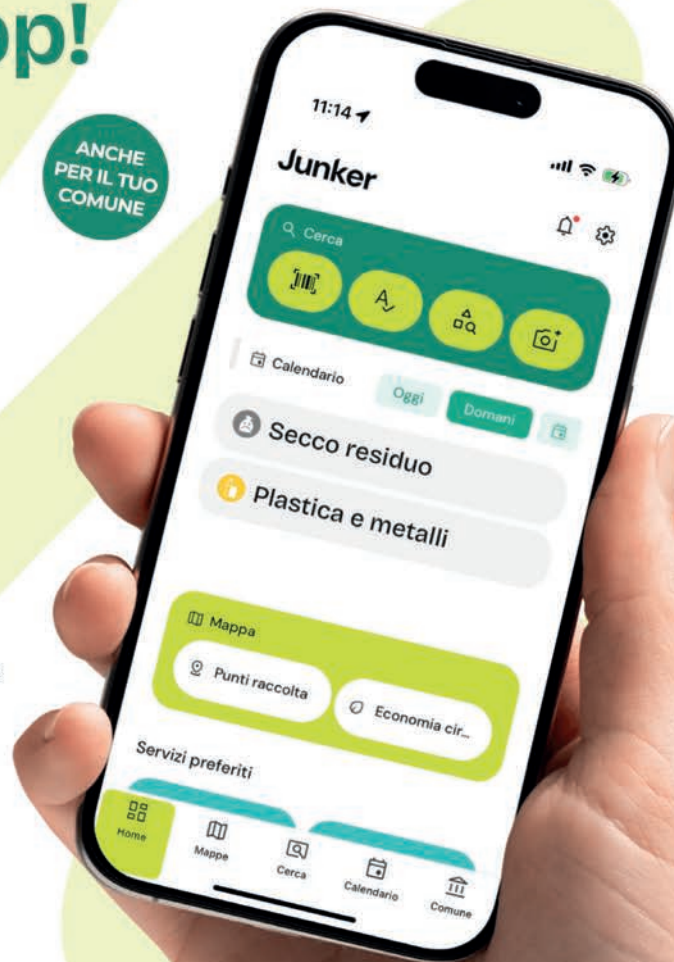 pp!
ANCHE
PER IL TUO
COMUNE
11:14
Junker
Cerca
Calendario
Oggi
Domani
Secco residuo
Plastica e metalli
Mappa
Punti raccolta
Economia cir...
Servizi preferiti
Home
Mappe
Cerca
Calendario
Comune